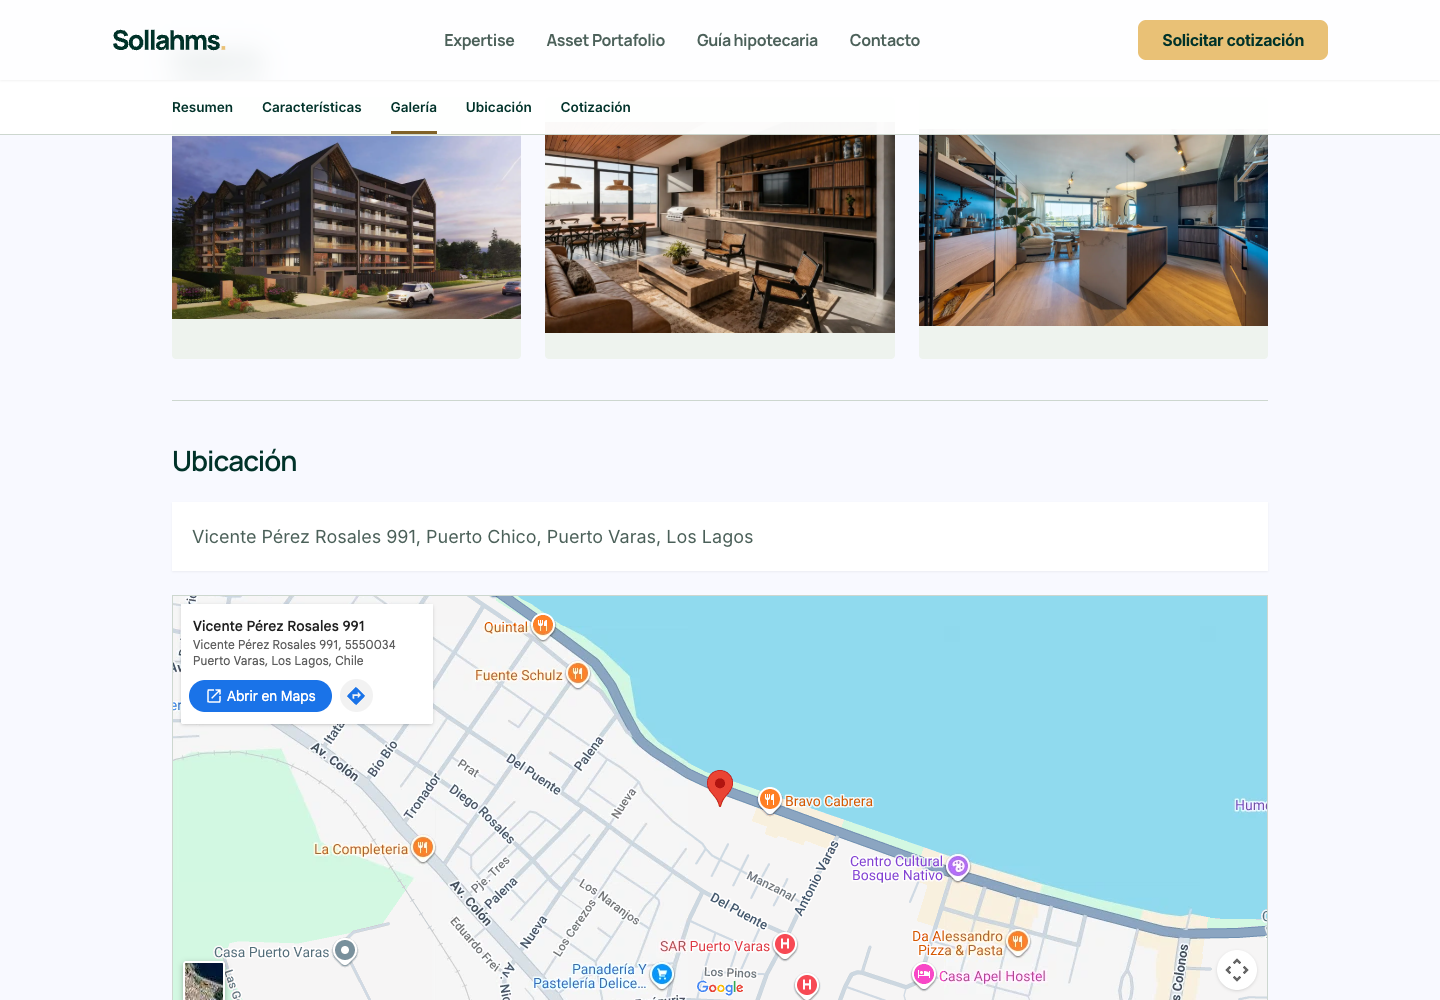 Sollahms.
Expertise
Asset Portafolio
Guía hipotecaria
Contacto
Solicitar cotización
Resumen
Características
Galería
Ubicación
Cotización
Ubicación
Vicente Pérez Rosales 991, Puerto Chico, Puerto Varas, Los Lagos
Vicente Pérez Rosales 991
Vicente Pérez Rosales 991, 5550034
Puerto Varas, Los Lagos, Chile
Abrir en Maps
Quintal
Fuente Schulz
Itata
Av. Colón
Bío Bío
Palena
Prat
Del Puente
Tronador
Diego Rosales
Nueva
Bravo Cabrera
La Completeria
Centro Cultural
Bosque Nativo
Antonio Varas
Manzanal
Pie-Tres
Palena
Av. Colón
Los Naranjos
Del Puente
Nueva
Los Cerezos
Eduardo Frei
SAR Puerto Varas
Da Alessandro
Pizza & Pasta
Casa Puerto Varas
Panadería Y
Pastelería Delice...
Los Pinos
Casa Apel Hostel
s Colonos
Google